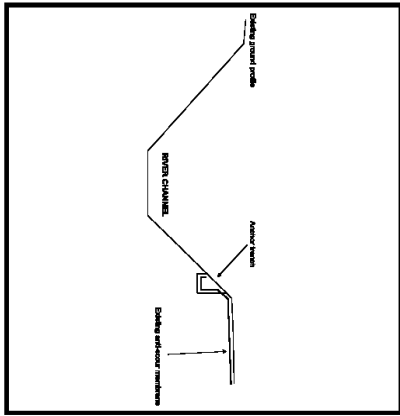 Existing ground profile
RIVER CHANNEL
Anchor trench
Existing anti-scour membrane